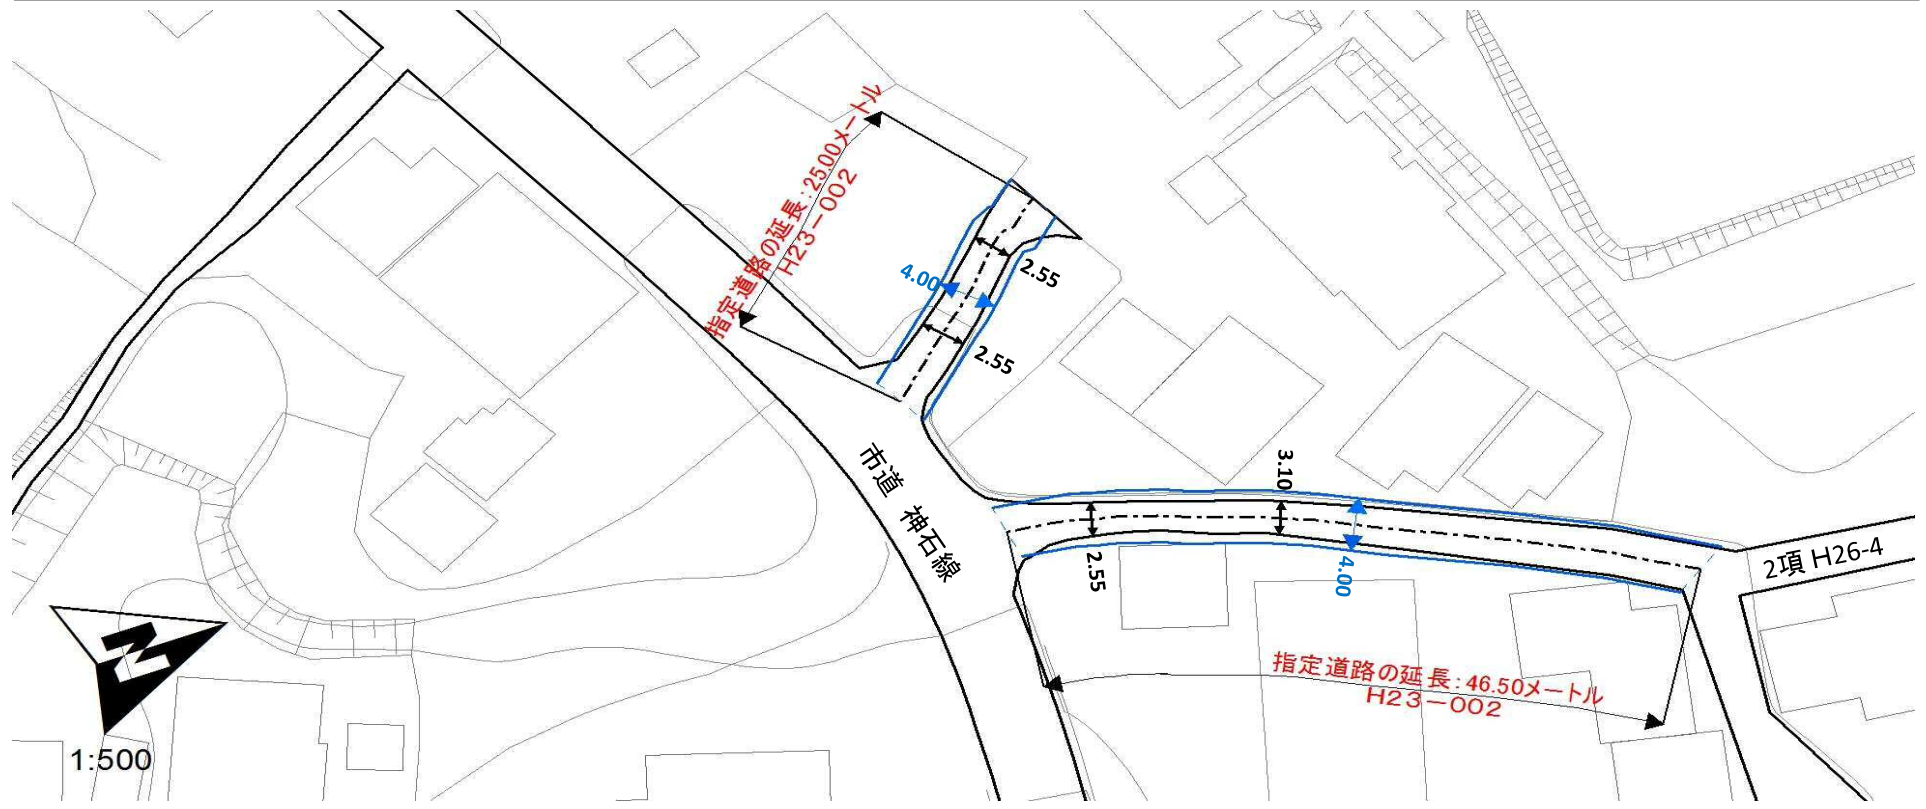 指定道路の延長:25.00メートル
H23-002
4.00
2.55
2.55
市道 神石線
3.10
2.55
4.00
2項 H26-4
指定道路の延長:46.50メートル
H23-002
N
1:500